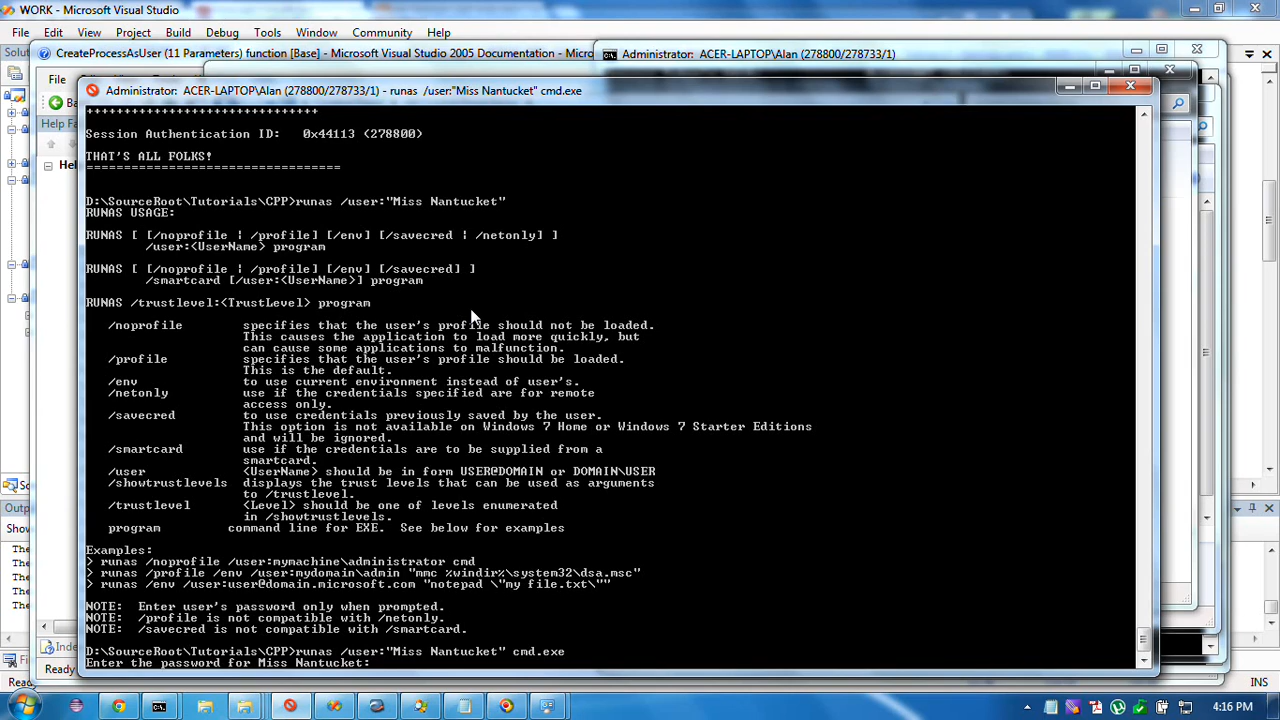 WORK - Microsoft Visual Studio
File Edit View Project Build Debug Tools Window Community Help
CreateProcessAsUser (11 Parameters) function [Base] - Microsoft Visual Studio 2005 Documentation - Micro
Administrator: ACER-LAPTOP\Alan (278800/278733/1)
File
Help Fa
Administrator: ACER-LAPTOP\Alan (278800/278733/1) - runas /user:"Miss Nantucket" cmd.exe
+++++++++++++++++++++++++++++++
Session Authentication ID: 0x44113 (278800)
THAT'S ALL FOLKS!
==================================
D:\SourceRoot\Tutorials\CPP>runas /user:"Miss Nantucket"
RUNAS USAGE:
RUNAS [ [/noprofile | /profile] [/env] [/savecred | /netonly] ]
/user:<UserName> program
RUNAS [ [/noprofile | /profile] [/env] [/savecred] ]
/smartcard [/user:<UserName>] program
RUNAS /trustlevel:<TrustLevel> program
/noprofile specifies that the user's profile should not be loaded.
This causes the application to load more quickly, but
can cause some applications to malfunction.
/profile specifies that the user's profile should be loaded.
This is the default.
/env to use current environment instead of user's.
/netonly use if the credentials specified are for remote
access only.
/savecred to use credentials previously saved by the user.
This option is not available on Windows 7 Home or Windows 7 Starter Editions
and will be ignored.
/smartcard use if the credentials are to be supplied from a
smartcard.
/user <UserName> should be in form USER@DOMAIN or DOMAIN\USER
/showtrustlevels displays the trust levels that can be used as arguments
to /trustlevel.
/trustlevel <Level> should be one of levels enumerated
in /showtrustlevels.
program command line for EXE. See below for examples
Examples:
> runas /noprofile /user:mymachine\administrator cmd
> runas /profile /env /user:mydomain\admin "mmc %windir%\system32\dsa.msc"
> runas /env /user:user@domain.microsoft.com "notepad \"my file.txt\""
NOTE: Enter user's password only when prompted.
NOTE: /profile is not compatible with /netonly.
NOTE: /savecred is not compatible with /smartcard.
D:\SourceRoot\Tutorials\CPP>runas /user:"Miss Nantucket" cmd.exe
Enter the password for Miss Nantucket:
Ready
INS
4:16 PM